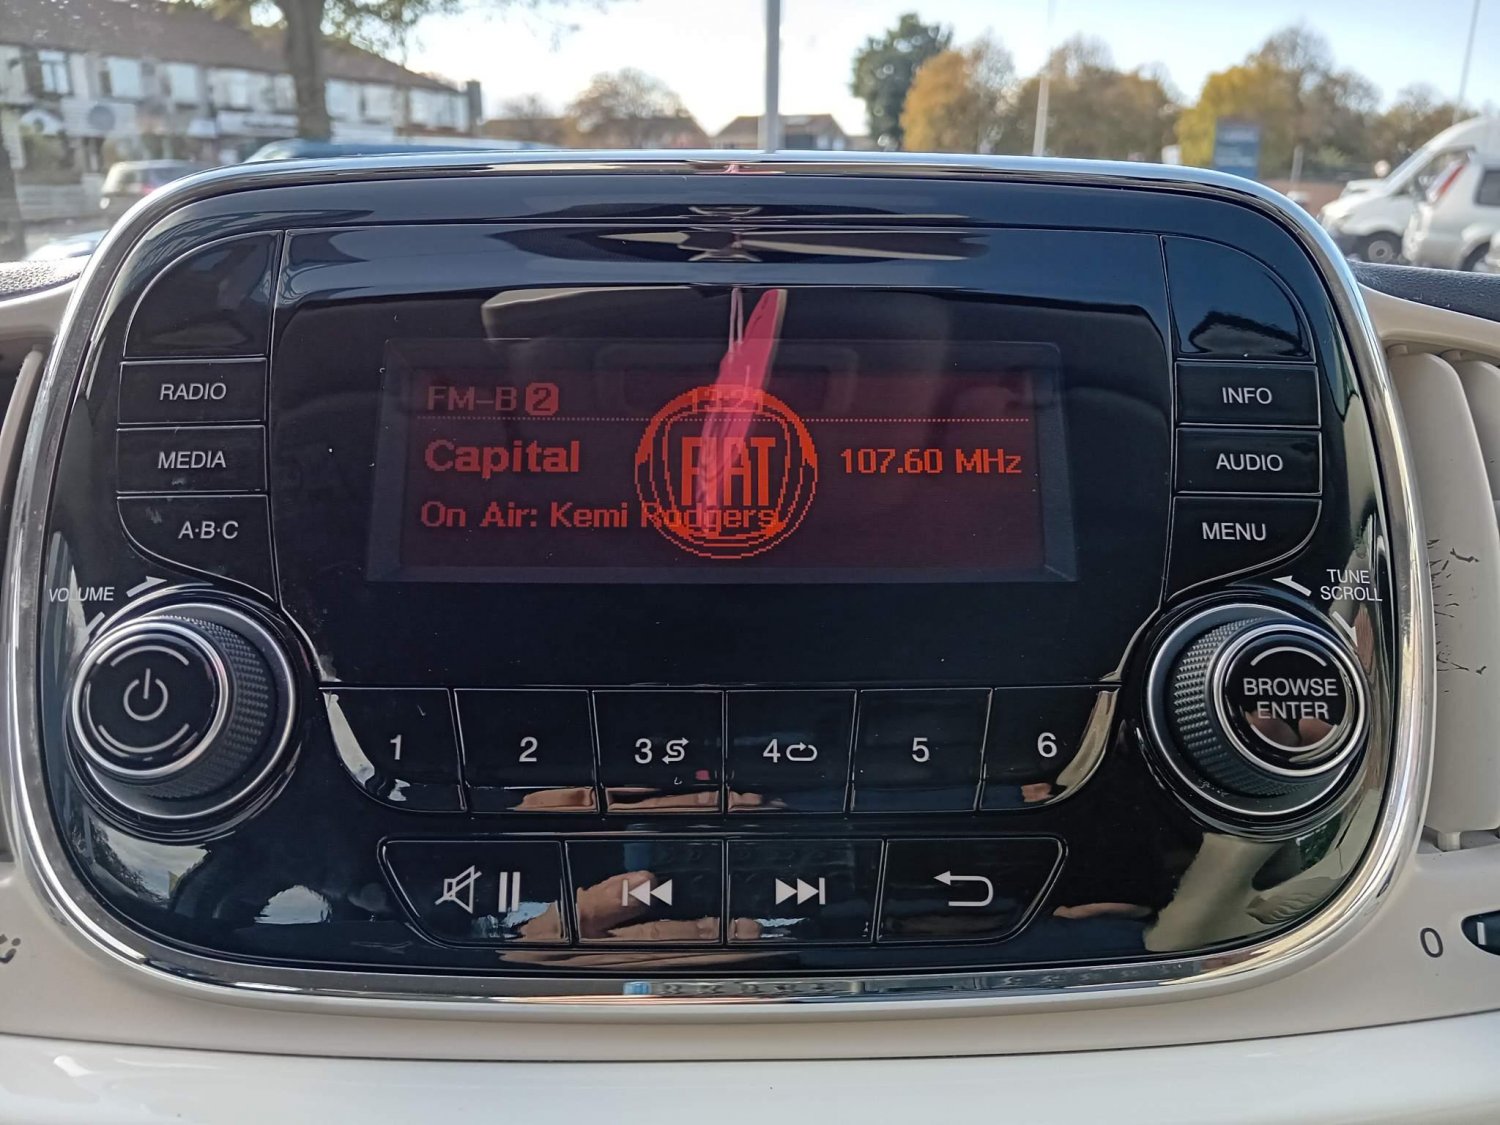 RADIO
MEDIA
A·B·C
FM-B 2
Capital
107.60 MHz
On Air: Kemi Rodgers
FIAT
INFO
AUDIO
MENU
VOLUME
TUNE
SCROLL
BROWSE
ENTER
1
2
3
4
5
6
0